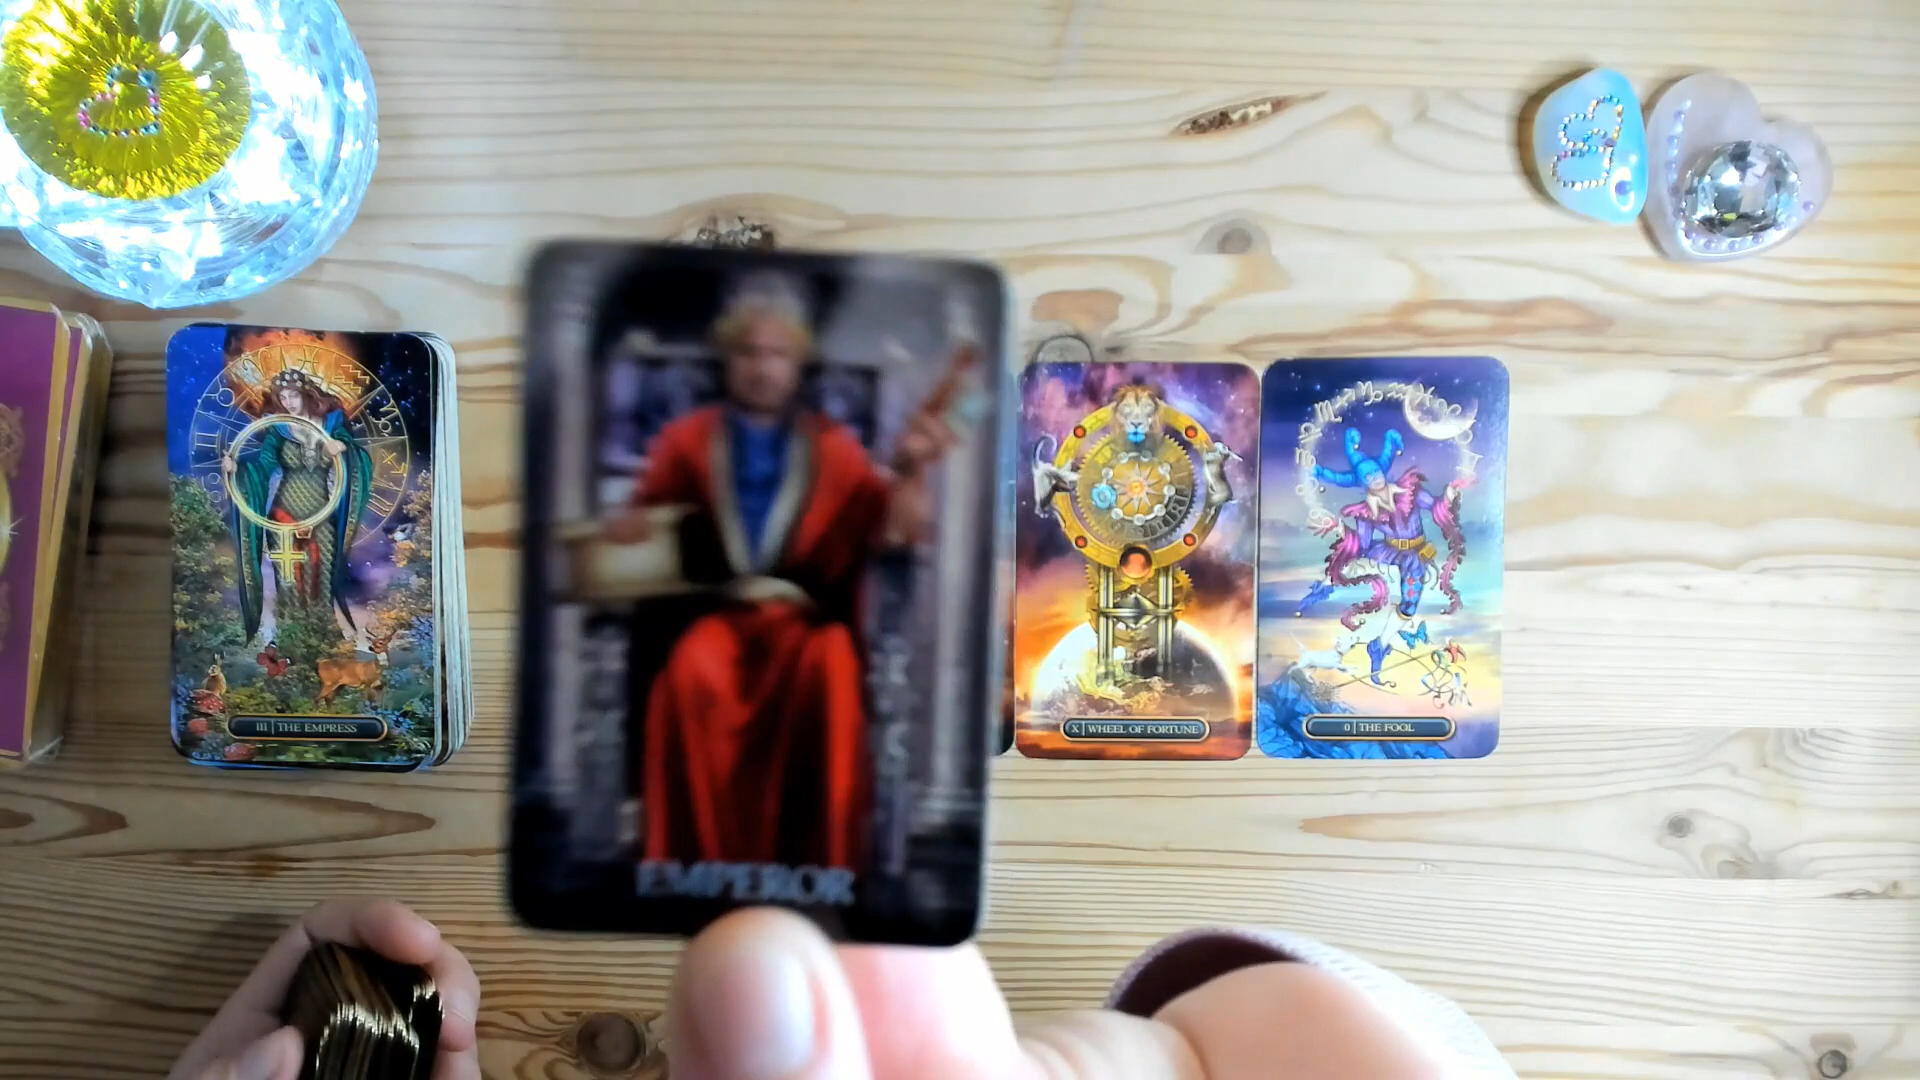 III | THE EMPRESS
EMPEROR
X | WHEEL OF FORTUNE
0 | THE FOOL